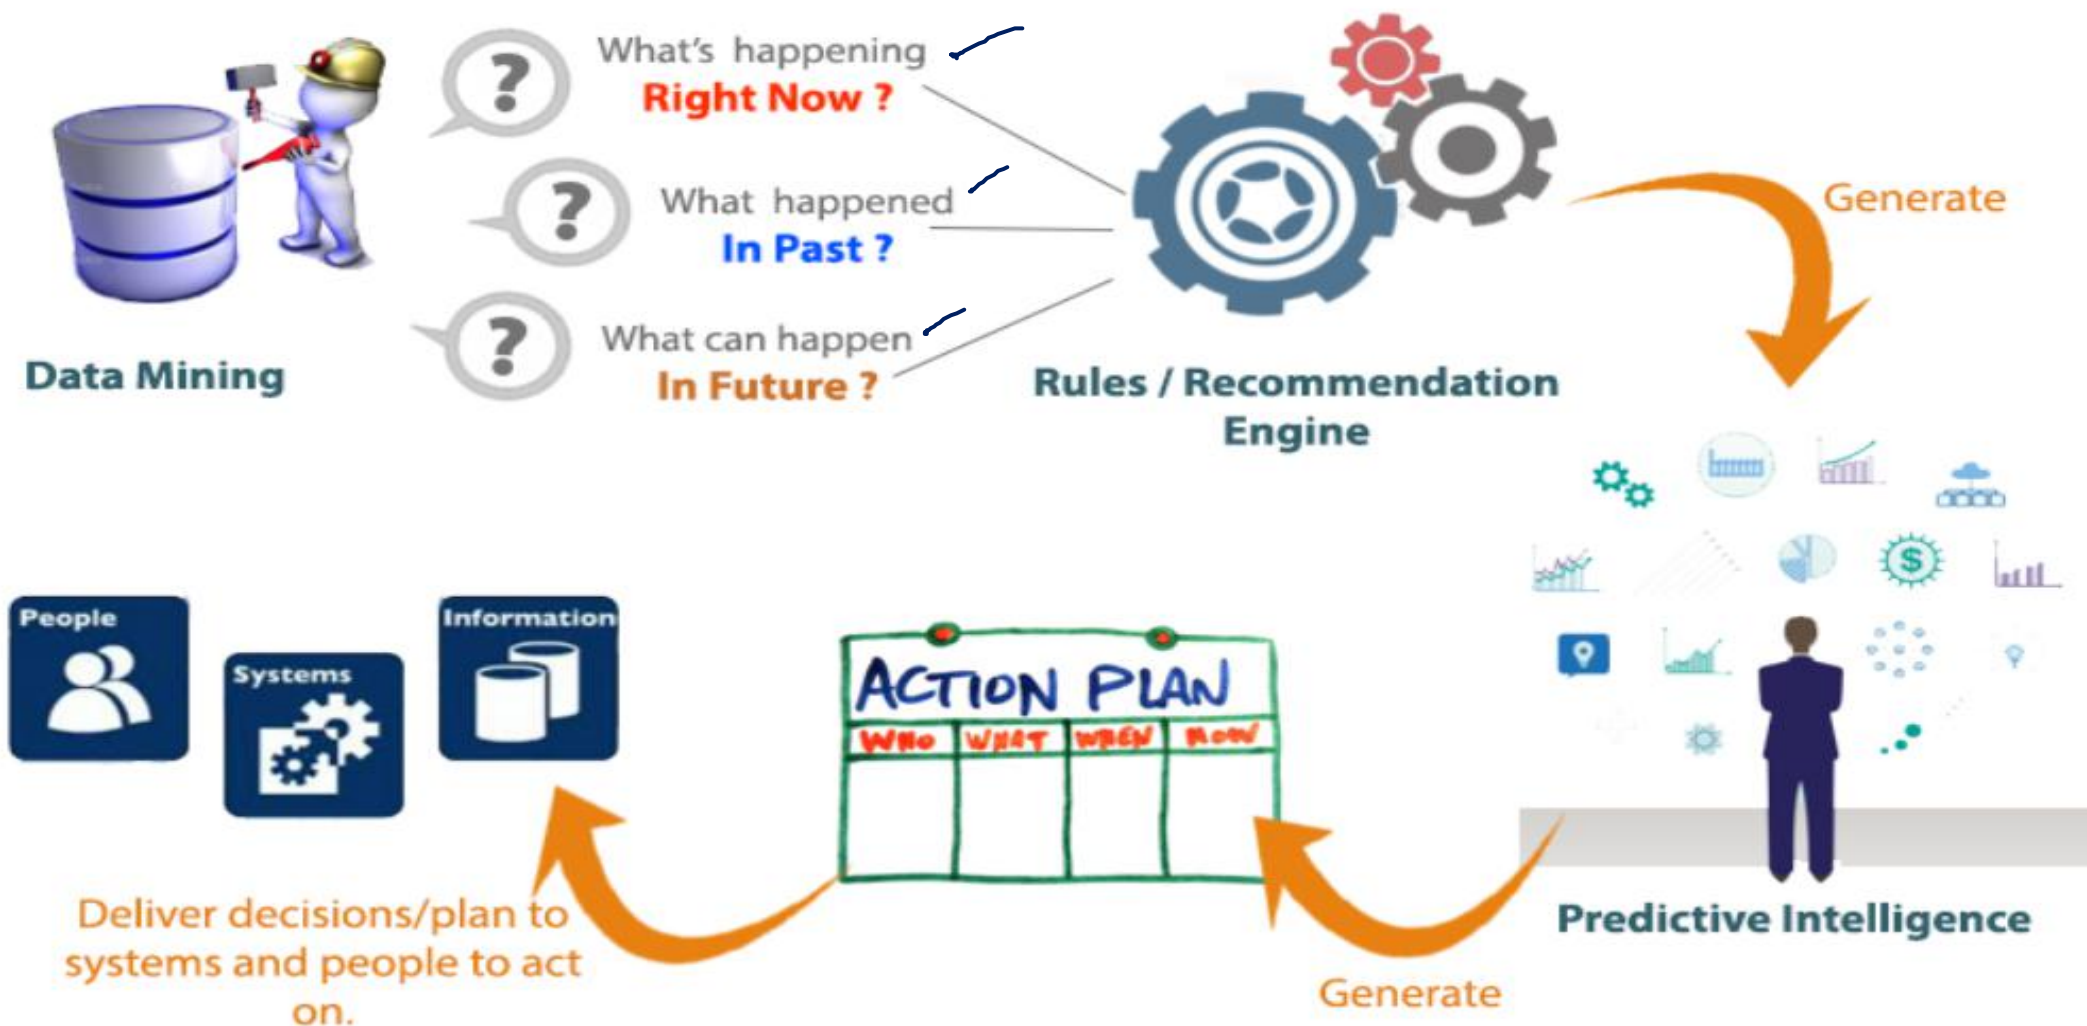 What's happening
Right Now ?
What happened
In Past ?
What can happen
In Future ?
Data Mining
Rules / Recommendation
Engine
Generate
Predictive Intelligence
Generate
ACTION PLAN
WHO WHAT WHEN HOW
People
Systems
Information
Deliver decisions/plan to
systems and people to act
on.